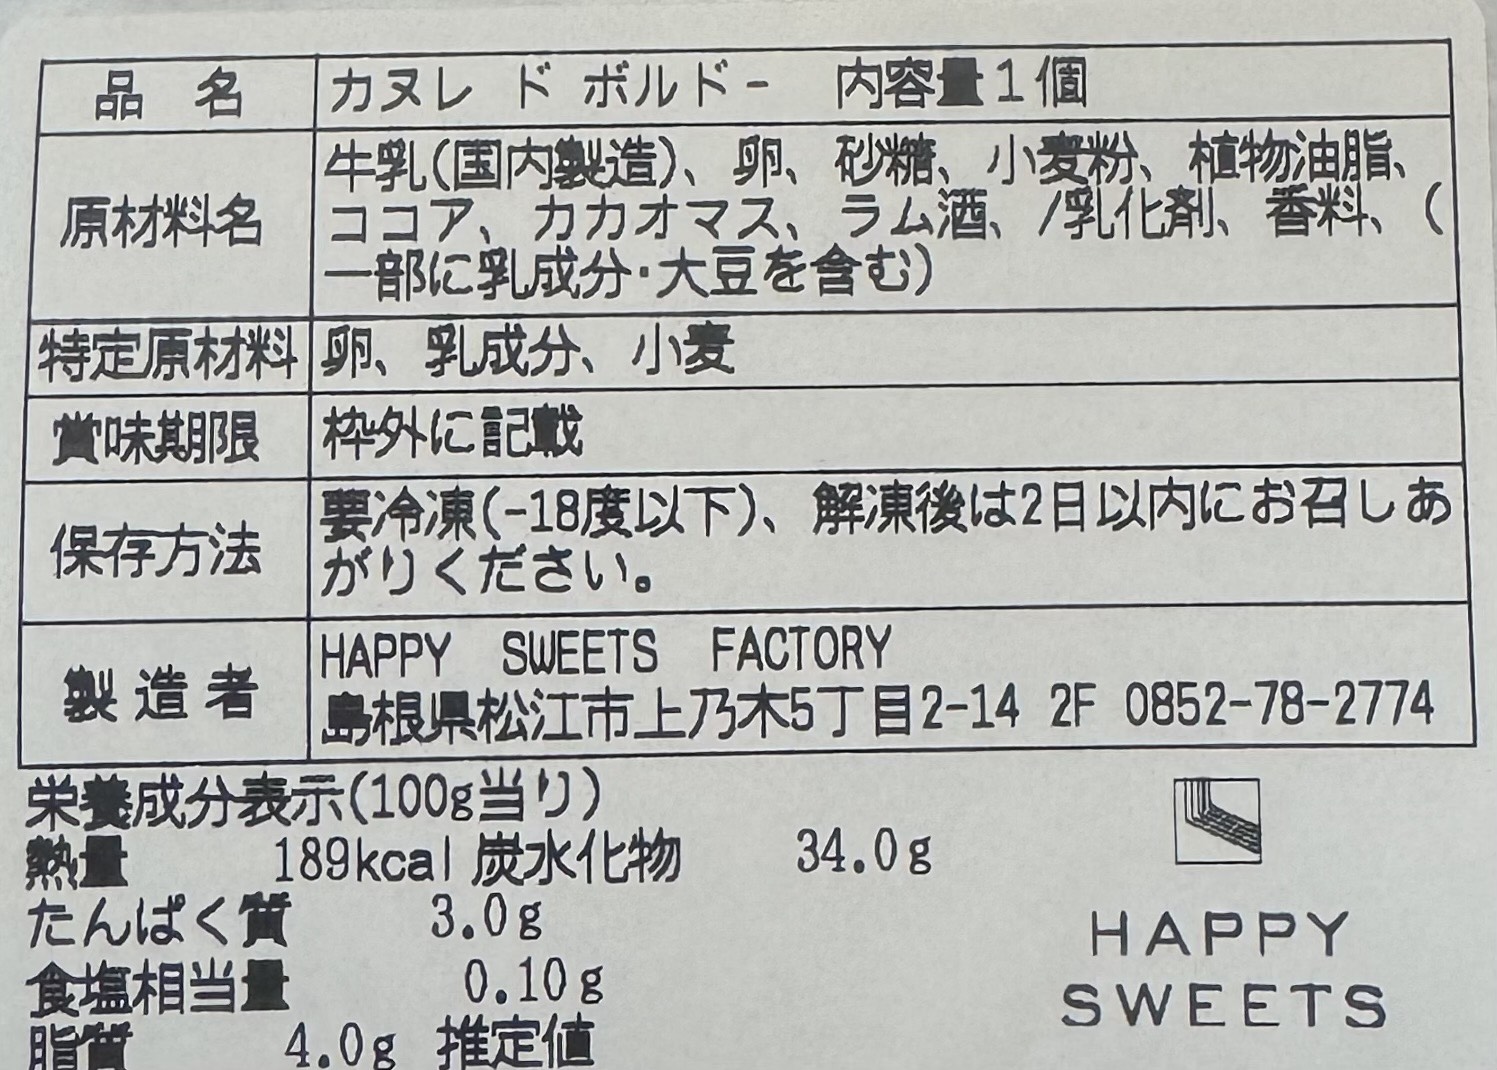 品 名 カヌレ ド ボルドー 内容量1個
原材料名 牛乳(国内製造)、卵、砂糖、小麦粉、植物油脂、
ココア、カカオマス、ラム酒、/乳化剤、香料、(
一部に乳成分・大豆を含む)
特定原材料 卵、乳成分、小麦
賞味期限 枠外に記載
保存方法 要冷凍(-18度以下)、解凍後は2日以内にお召しあ
がりください。
製造者 HAPPY SWEETS FACTORY
島根県松江市上乃木5丁目2-14 2F 0852-78-2774
栄養成分表示(100g当り)
熱量 189kcal 炭水化物 34.0g
たんぱく質 3.0g
食塩相当量 0.10g
脂質 4.0g 推定値
HAPPY
SWEETS